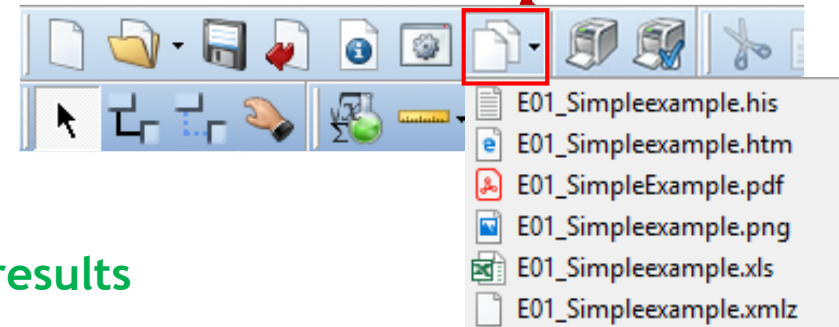 E01_Simpleexample.his
E01_Simpleexample.htm
E01_SimpleExample.pdf
E01_Simpleexample.png
results
E01_Simpleexample.xls
E01_Simpleexample.xmlz